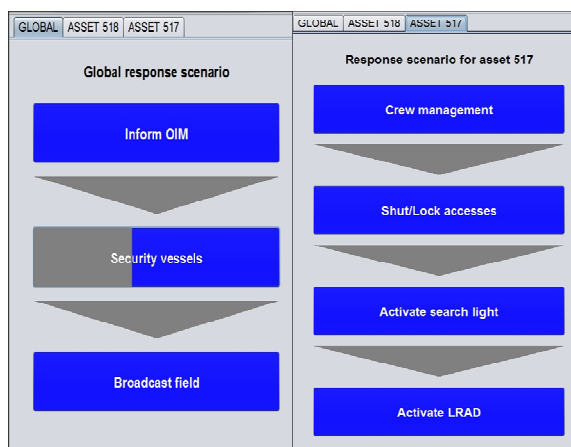 GLOBAL ASSET 518 ASSET 517
Global response scenario
Inform OIM
Security vessels
Broadcast field
GLOBAL ASSET 518 ASSET 517
Response scenario for asset 517
Crew management
Shut/Lock accesses
Activate search light
Activate LRAD